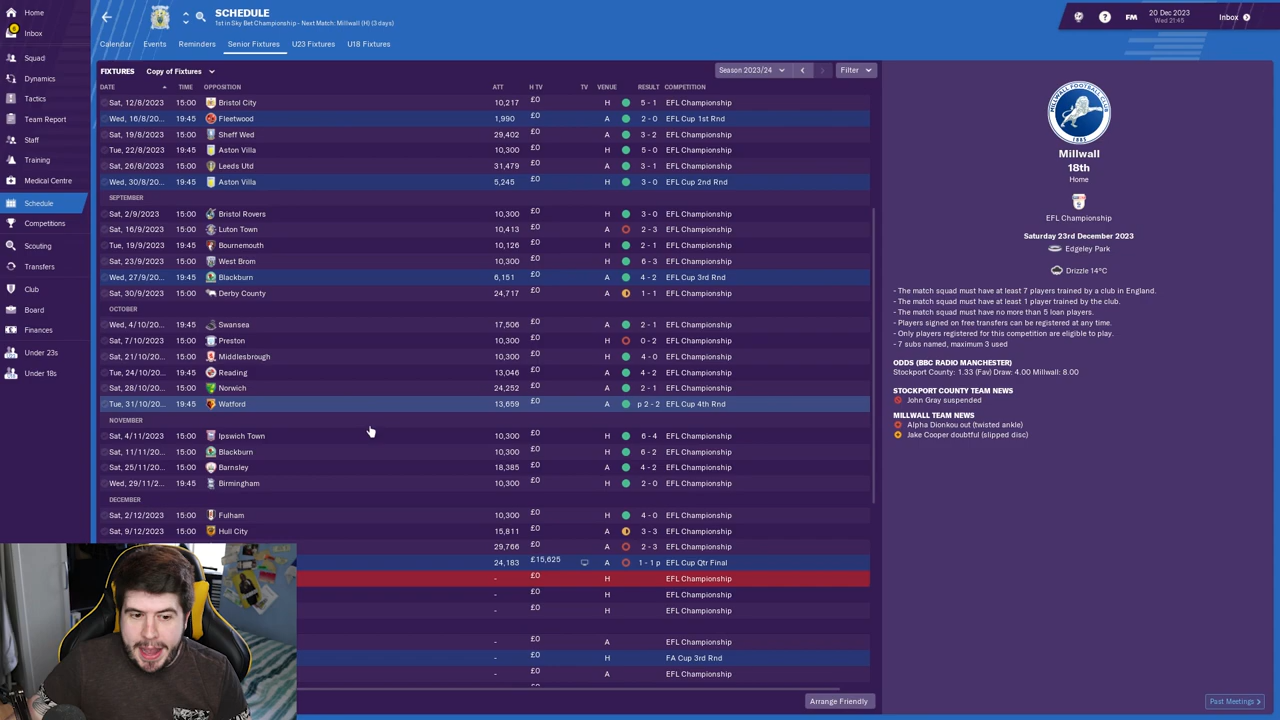 Home
Inbox
Squad
Dynamics
Tactics
Team Report
Staff
Training
Medical Centre
Schedule
Competitions
Scouting
Transfers
Club
Board
Finances
Under 23s
Under 18s
SCHEDULE
1st in Sky Bet Championship - Next Match: Millwall (H) (3 days)
20 Dec 2023
Wed 21:45
FM
Inbox
Calendar Events Reminders Senior Fixtures U23 Fixtures U18 Fixtures
FIXTURES Copy of Fixtures
Season 2023/24
Filter
DATE TIME OPPOSITION ATT H TV TV VENUE RESULT COMPETITION
Sat, 12/8/2023 15:00 Bristol City 10,217 £0 H 5 - 1 EFL Championship
Wed, 16/8/20... 19:45 Fleetwood 1,990 £0 A 2 - 0 EFL Cup 1st Rnd
Sat, 19/8/2023 15:00 Sheff Wed 29,402 £0 A 3 - 2 EFL Championship
Tue, 22/8/2023 19:45 Aston Villa 10,300 £0 H 5 - 0 EFL Championship
Sat, 26/8/2023 15:00 Leeds Utd 31,479 £0 A 3 - 1 EFL Championship
Wed, 30/8/20... 19:45 Aston Villa 5,245 £0 H 3 - 0 EFL Cup 2nd Rnd
SEPTEMBER
Sat, 2/9/2023 15:00 Bristol Rovers 10,300 £0 H 3 - 0 EFL Championship
Sat, 16/9/2023 15:00 Luton Town 10,413 £0 A 2 - 3 EFL Championship
Tue, 19/9/2023 19:45 Bournemouth 10,126 £0 H 2 - 1 EFL Championship
Sat, 23/9/2023 15:00 West Brom 10,300 £0 H 6 - 3 EFL Championship
Wed, 27/9/20... 19:45 Blackburn 6,151 £0 A 4 - 2 EFL Cup 3rd Rnd
Sat, 30/9/2023 15:00 Derby County 24,717 £0 A 1 - 1 EFL Championship
OCTOBER
Wed, 4/10/20... 19:45 Swansea 17,506 £0 A 2 - 1 EFL Championship
Sat, 7/10/2023 15:00 Preston 10,300 £0 H 0 - 2 EFL Championship
Sat, 21/10/20... 15:00 Middlesbrough 10,300 £0 H 4 - 0 EFL Championship
Tue, 24/10/20... 19:45 Reading 13,046 £0 A 4 - 2 EFL Championship
Sat, 28/10/20... 15:00 Norwich 24,252 £0 A 2 - 1 EFL Championship
Tue, 31/10/20... 19:45 Watford 13,659 £0 A p 2 - 2 EFL Cup 4th Rnd
NOVEMBER
Sat, 4/11/2023 15:00 Ipswich Town 10,300 £0 H 6 - 4 EFL Championship
Sat, 11/11/20... 15:00 Blackburn 10,300 £0 H 6 - 2 EFL Championship
Sat, 25/11/20... 15:00 Barnsley 18,385 £0 A 4 - 2 EFL Championship
Wed, 29/11/2... 19:45 Birmingham 10,300 £0 H 2 - 0 EFL Championship
DECEMBER
Sat, 2/12/2023 15:00 Fulham 10,300 £0 H 4 - 0 EFL Championship
Sat, 9/12/2023 15:00 Hull City 15,811 £0 A 3 - 3 EFL Championship
29,766 £0 A 2 - 3 EFL Championship
24,183 £15,625 A 1 - 1 p EFL Cup Qtr Final
- £0 H EFL Championship
- £0 H EFL Championship
- £0 H EFL Championship
- £0 A EFL Championship
- £0 H FA Cup 3rd Rnd
- £0 A EFL Championship
£0
Arrange Friendly
MILLWALL FOOTBALL CLUB
1885
Millwall
18th
Home
EFL Championship
Saturday 23rd December 2023
Edgeley Park
Drizzle 14°C
- The match squad must have at least 7 players trained by a club in England.
- The match squad must have at least 1 player trained by the club.
- The match squad must have no more than 5 loan players.
- Players signed on free transfers can be registered at any time.
- Only players registered for this competition are eligible to play.
- 7 subs named, maximum 3 used
ODDS (BBC RADIO MANCHESTER)
Stockport County: 1.33 (Fav) Draw: 4.00 Millwall: 8.00
STOCKPORT COUNTY TEAM NEWS
John Gray suspended
MILLWALL TEAM NEWS
Alpha Dionkou out (twisted ankle)
Jake Cooper doubtful (slipped disc)
Past Meetings